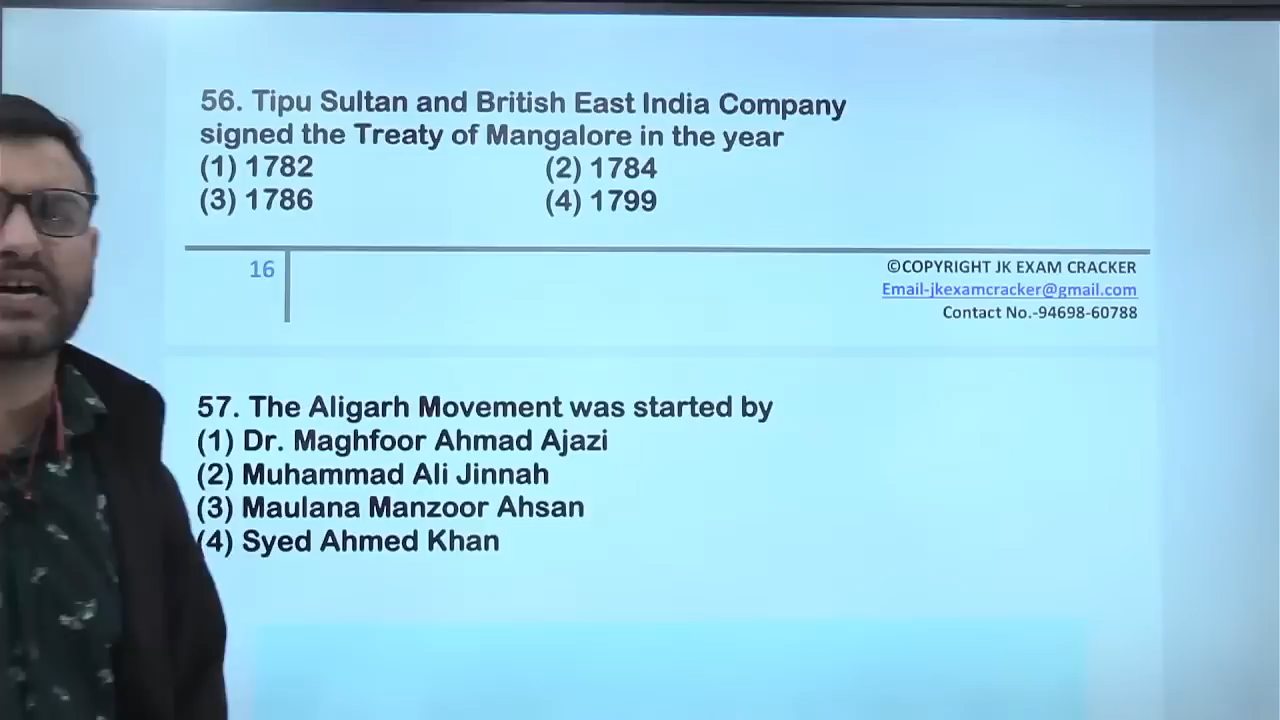 56. Tipu Sultan and British East India Company
signed the Treaty of Mangalore in the year
(1) 1782 (2) 1784
(3) 1786 (4) 1799
16
©COPYRIGHT JK EXAM CRACKER
Email-jkexamcracker@gmail.com
Contact No.-94698-60788
57. The Aligarh Movement was started by
(1) Dr. Maghfoor Ahmad Ajazi
(2) Muhammad Ali Jinnah
(3) Maulana Manzoor Ahsan
(4) Syed Ahmed Khan